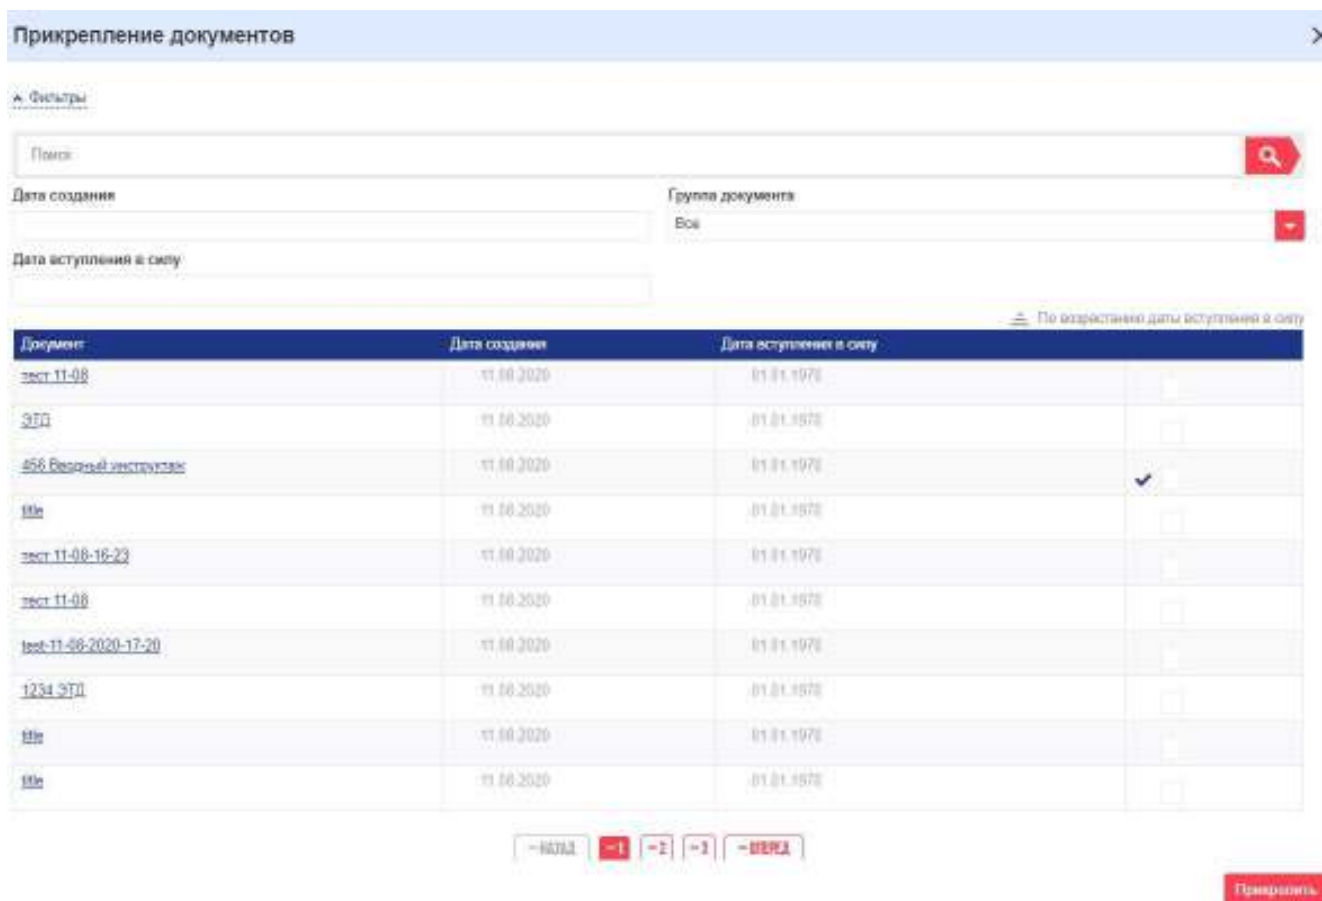 Прикрепление документов
Фильтры
Поиск
Дата создания Группа документа
Все
Дата вступления в силу
По возрастанию даты вступления в силу
Документ Дата создания Дата вступления в силу
тест 11-08 11.08.2020 01.01.1970
ЭТД 11.08.2020 01.01.1970
456 Вводный инструктаж 11.08.2020 01.01.1970
title 11.08.2020 01.01.1970
тест 11-08-16-23 11.08.2020 01.01.1970
тест 11-08 11.08.2020 01.01.1970
test-11-08-2020-17-20 11.08.2020 01.01.1970
1234 ЭТД 11.08.2020 01.01.1970
title 11.08.2020 01.01.1970
title 11.08.2020 01.01.1970
НАЗАД 1 2 3 ВПЕРЕД
Прикрепить